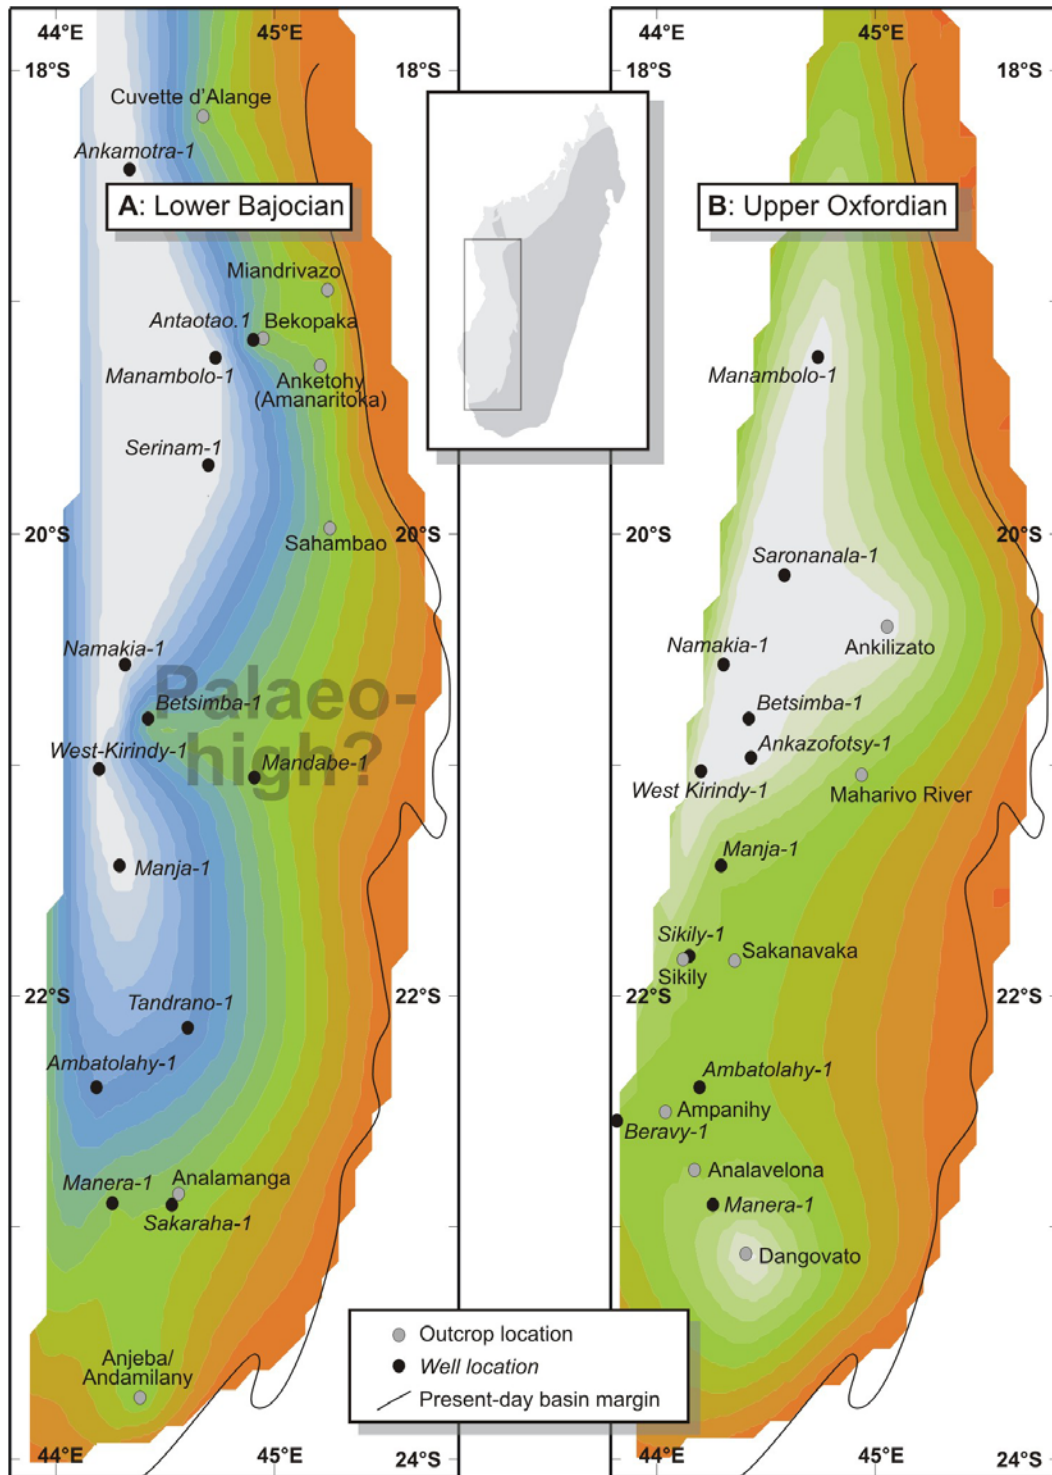 44°E
45°E
18°S
Cuvette d'Alange
Ankamotra-1
A: Lower Bajocian
Miandrivazo
Antaotao.1
Bekopaka
Manambolo-1
Anketohy
(Amanaritoka)
Serinam-1
20°S
Sahambao
Namakia-1
Palaeo-
high?
Betsimba-1
West-Kirindy-1
Mandabe-1
Manja-1
22°S
Tandrano-1
Ambatolahy-1
Manera-1
Analamanga
Sakaraha-1
Anjeba/
Andamilany
44°E
45°E
44°E
45°E
18°S
18°S
B: Upper Oxfordian
Manambolo-1
20°S
20°S
Saronanala-1
Ankilizato
Namakia-1
Betsimba-1
Ankazofotsy-1
West Kirindy-1
Maharivo River
Manja-1
Sikily-1
Sikily
Sakanavaka
22°S
22°S
Ambatolahy-1
Ampanihy
Beravy-1
Analavelona
Manera-1
Dangovato
44°E
45°E
24°S
24°S
Outcrop location
Well location
Present-day basin margin